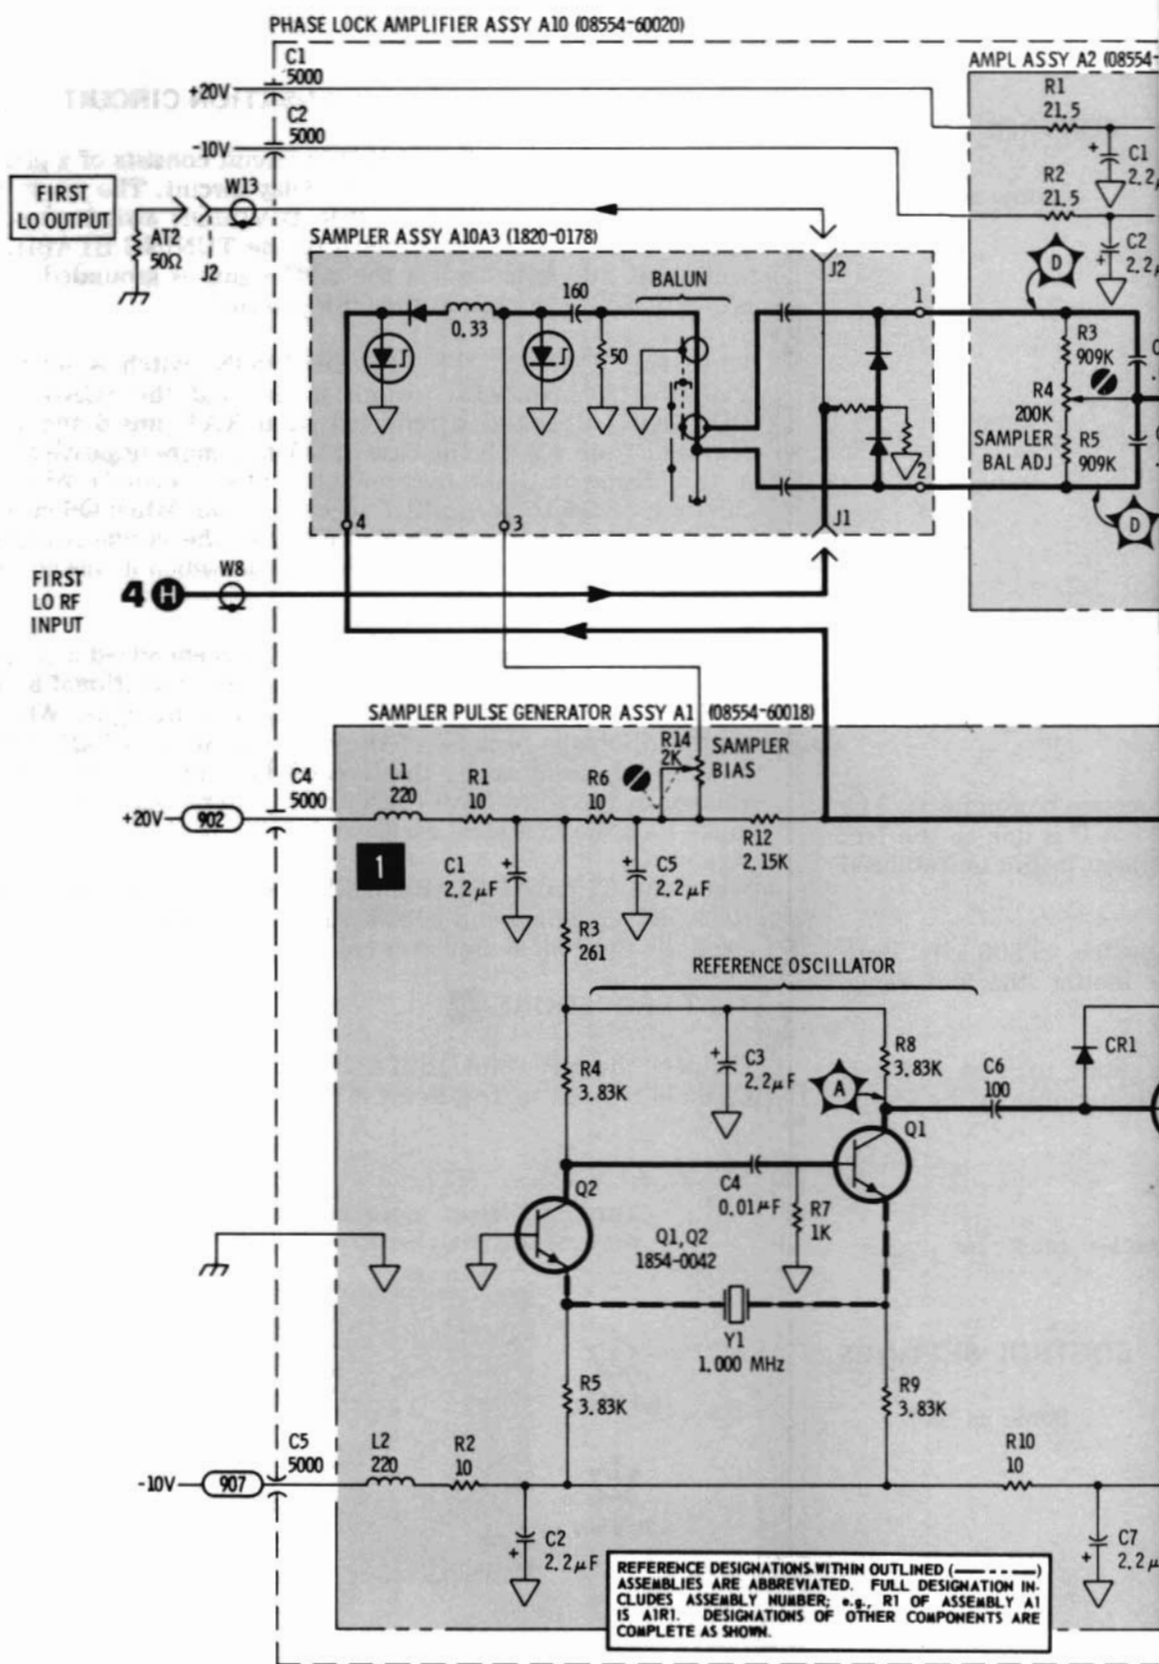 PHASE LOCK AMPLIFIER ASSY A10 (08554-60020)
AMPL ASSY A2 (08554-
C1
5000
+20V
R1
21.5
C2
5000
-10V
+
C1
2.2
R2
21.5
+
C2
2.2
FIRST
LO OUTPUT
W13
AT2
50Ω
J2
SAMPLER ASSY A10A3 (1820-0178)
J2
D
160
BALUN
1
0.33
50
R3
909K
R4
200K
SAMPLER
BAL ADJ
R5
909K
2
4
3
J1
D
FIRST
LO RF
INPUT
4 H
W8
SAMPLER PULSE GENERATOR ASSY A1 (08554-60018)
R14
2K
SAMPLER
BIAS
+20V
902
C4
5000
L1
220
R1
10
R6
10
R12
2.15K
1
C1
2.2µF
+
C5
2.2µF
+
R3
261
REFERENCE OSCILLATOR
R4
3.83K
+
C3
2.2µF
R8
3.83K
A
C6
100
CR1
Q1
Q2
C4
0.01µF
R7
1K
Q1,Q2
1854-0042
Y1
1.000 MHz
R5
3.83K
R9
3.83K
-10V
907
C5
5000
L2
220
R2
10
R10
10
C2
2.2µF
+
C7
2.2µ
+
REFERENCE DESIGNATIONS WITHIN OUTLINED (— - - —)
ASSEMBLIES ARE ABBREVIATED. FULL DESIGNATION IN-
CLUDES ASSEMBLY NUMBER; e.g., R1 OF ASSEMBLY A1
IS A1R1. DESIGNATIONS OF OTHER COMPONENTS ARE
COMPLETE AS SHOWN.